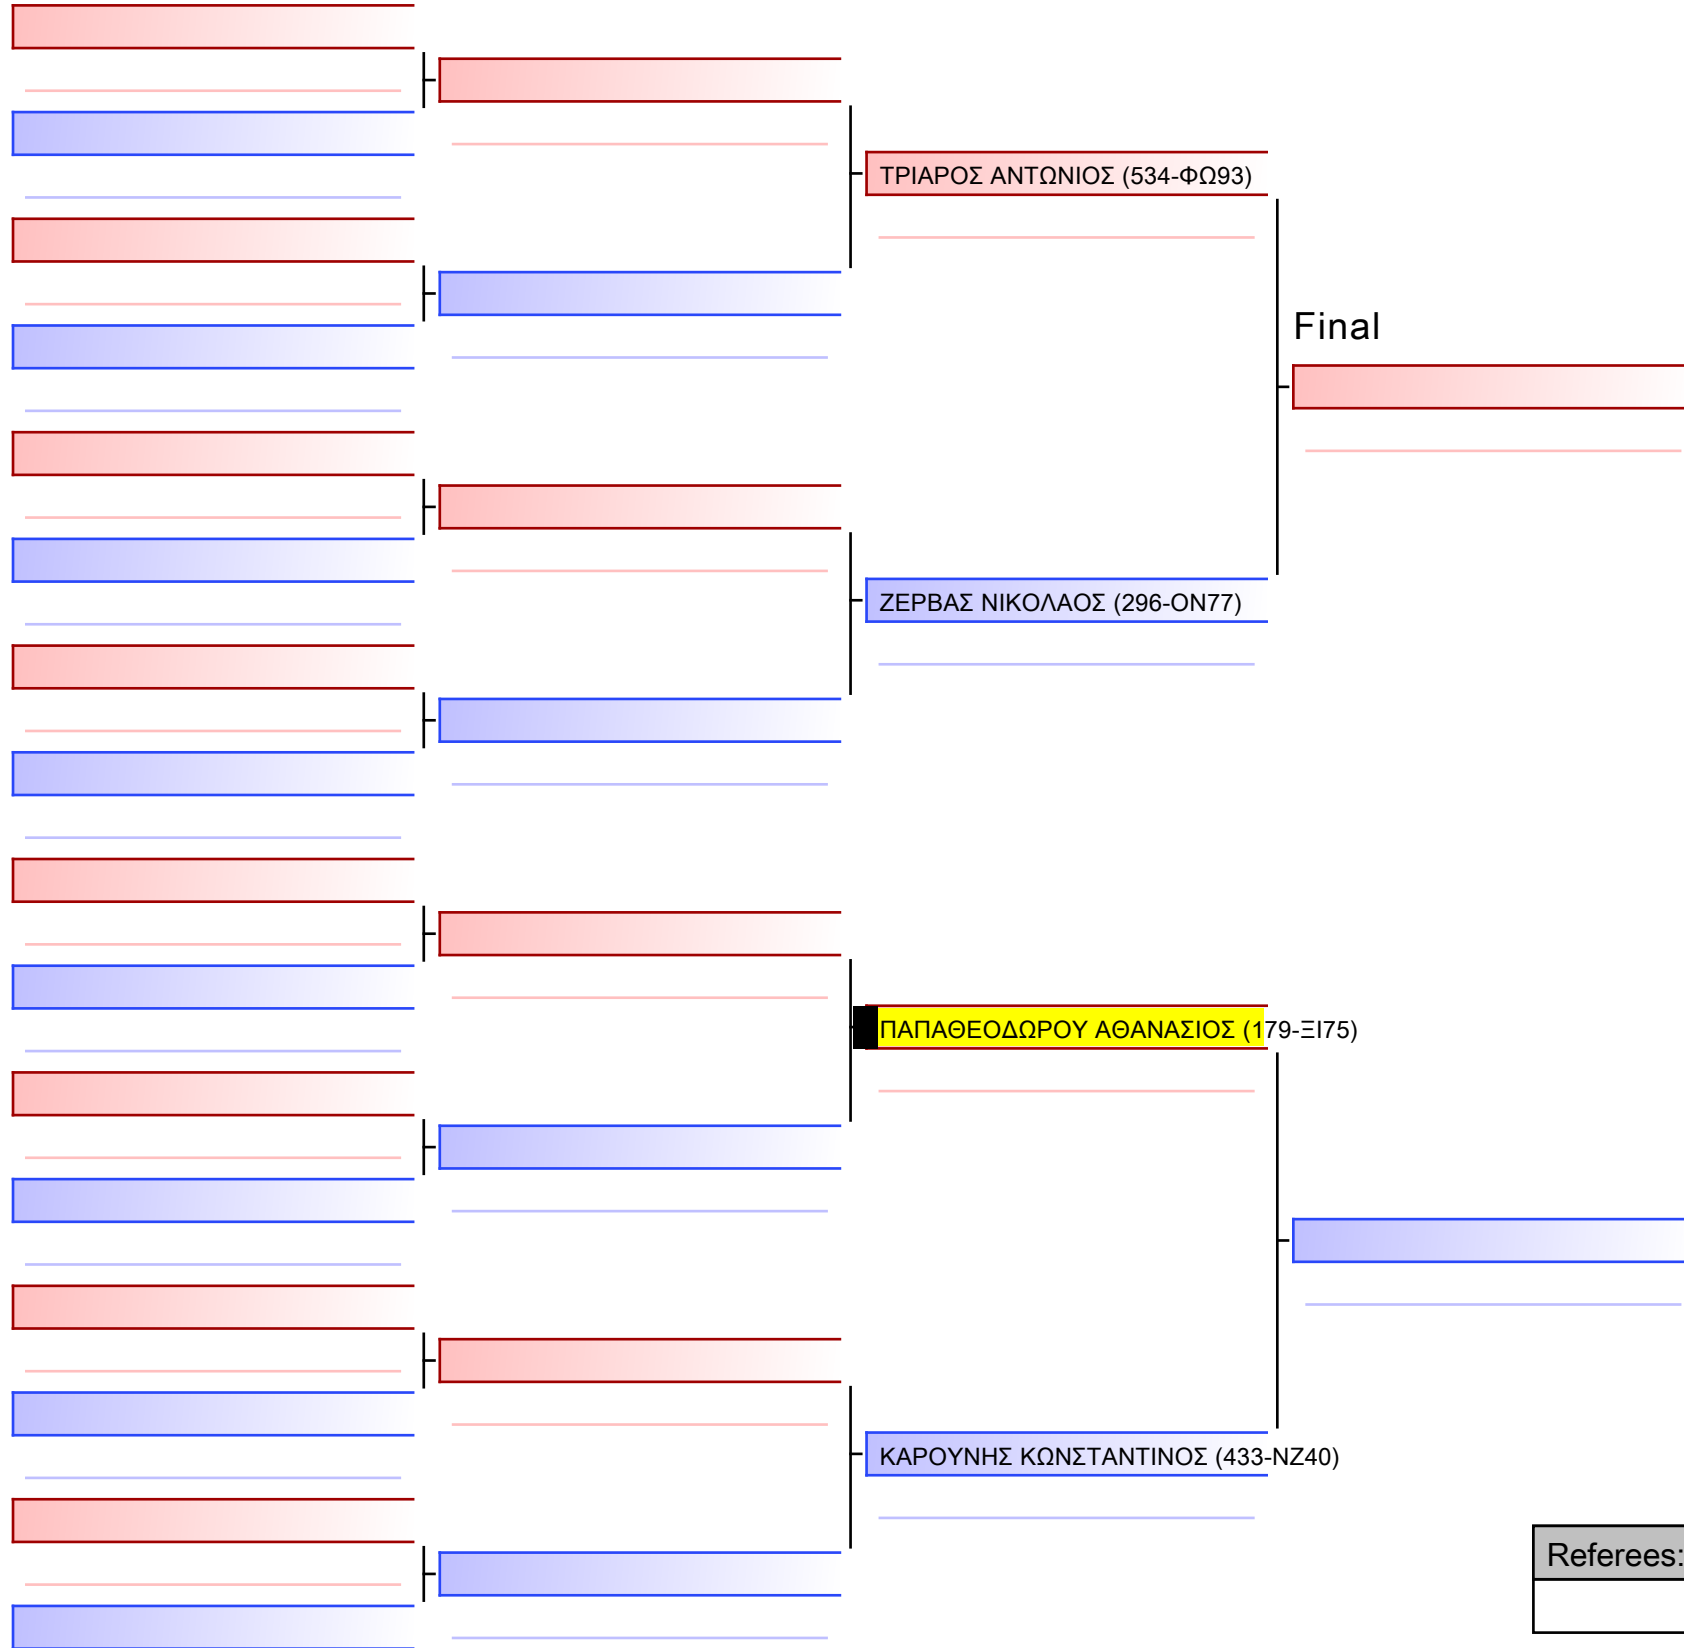 ΤΡΙΑΡΟΣ ΑΝΤΩΝΙΟΣ (534-ΦΩ93)
Final
ΖΕΡΒΑΣ ΝΙΚΟΛΑΟΣ (296-ΟΝ77)
ΠΑΠΑΘΕΟΔΩΡΟΥ ΑΘΑΝΑΣΙΟΣ (179-ΞΙ75)
ΚΑΡΟΥΝΗΣ ΚΩΝΣΤΑΝΤΙΝΟΣ (433-ΝΖ40)
Referees: